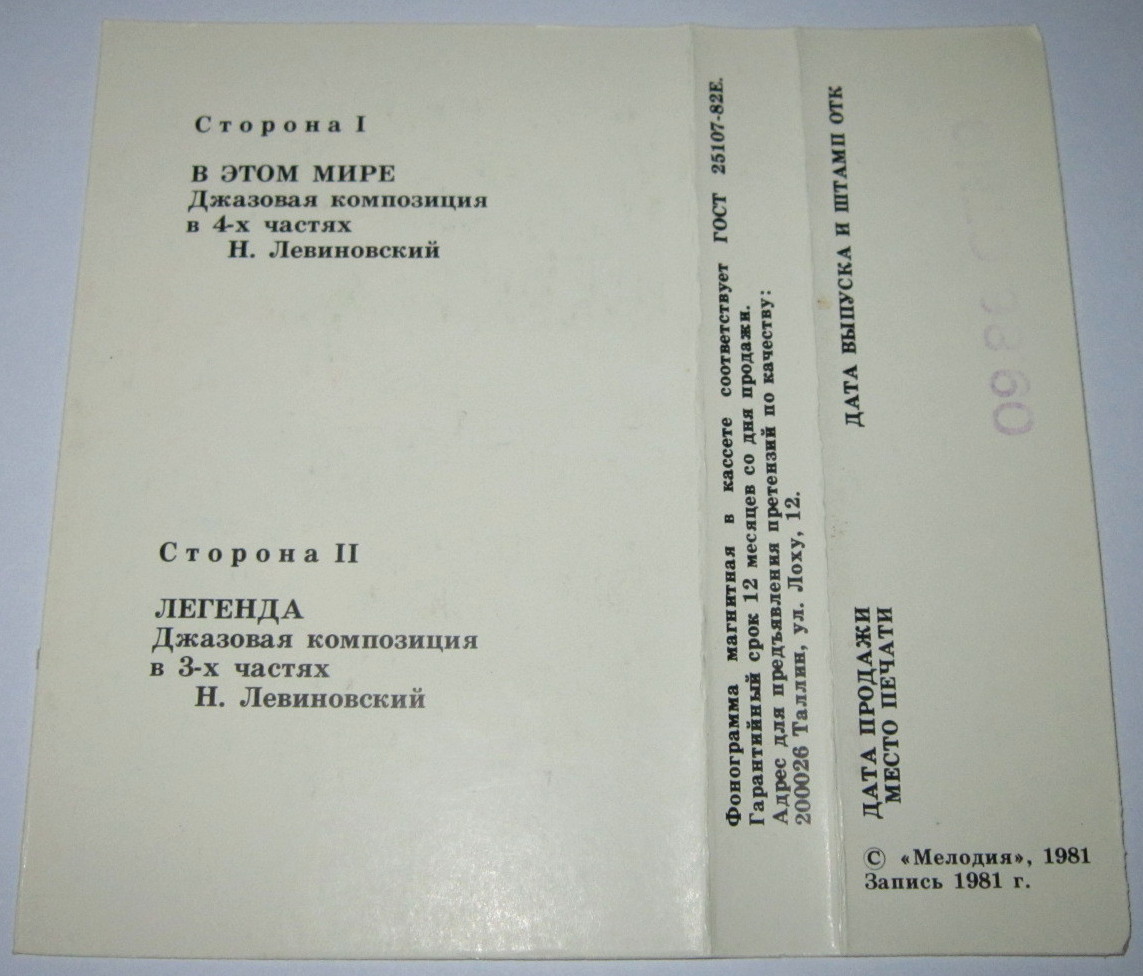 Сторона I
В ЭТОМ МИРЕ
Джазовая композиция
в 4-х частях
Н. Левиновский
Сторона II
ЛЕГЕНДА
Джазовая композиция
в 3-х частях
Н. Левиновский
Фонограмма магнитная в кассете соответствует ГОСТ 25107-82Е.
Гарантийный срок 12 месяцев со дня продажи.
Адрес для предъявления претензий по качеству:
200026 Таллин, ул. Лоху, 12.
ДАТА ВЫПУСКА И ШТАМП ОТК
ДАТА ПРОДАЖИ
МЕСТО ПЕЧАТИ
© «Мелодия», 1981
Запись 1981 г.